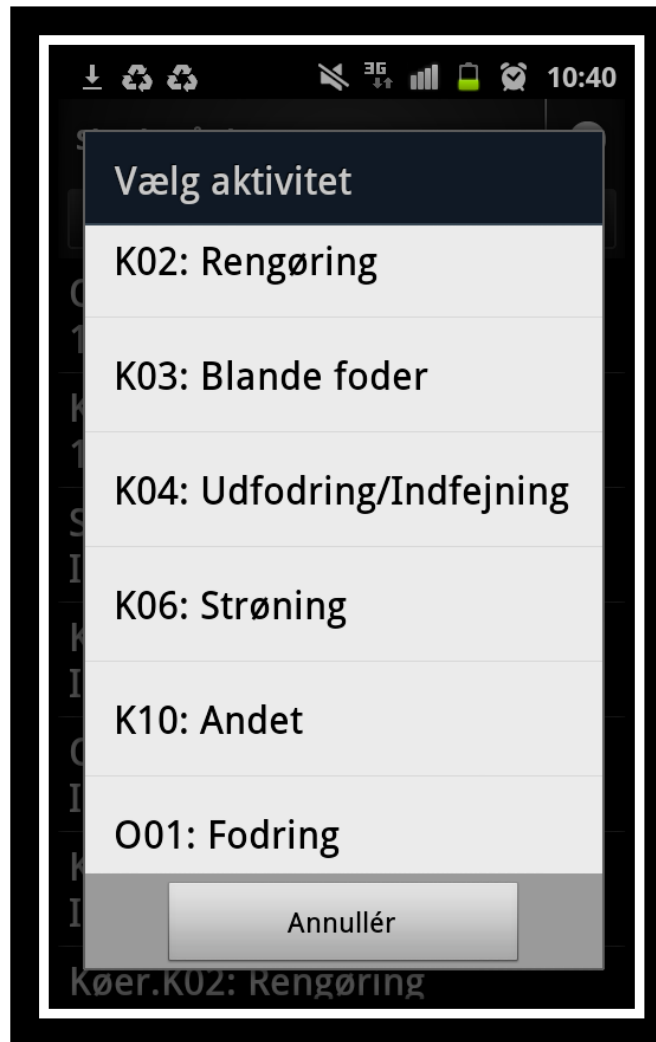 3G
10:40
Vælg aktivitet
K02: Rengøring
K03: Blande foder
K04: Udfodring/Indfejning
K06: Strøning
K10: Andet
O01: Fodring
Annullér
Køer.K02: Rengøring